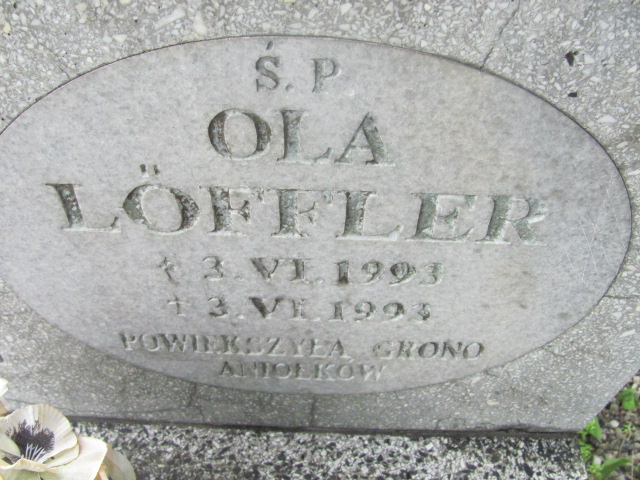 Ś.P
OLA
LÖFFLER
† 3.VI.1993
† 3.VI.1993
POWIĘKSZYŁA GRONO
ANIOŁKÓW